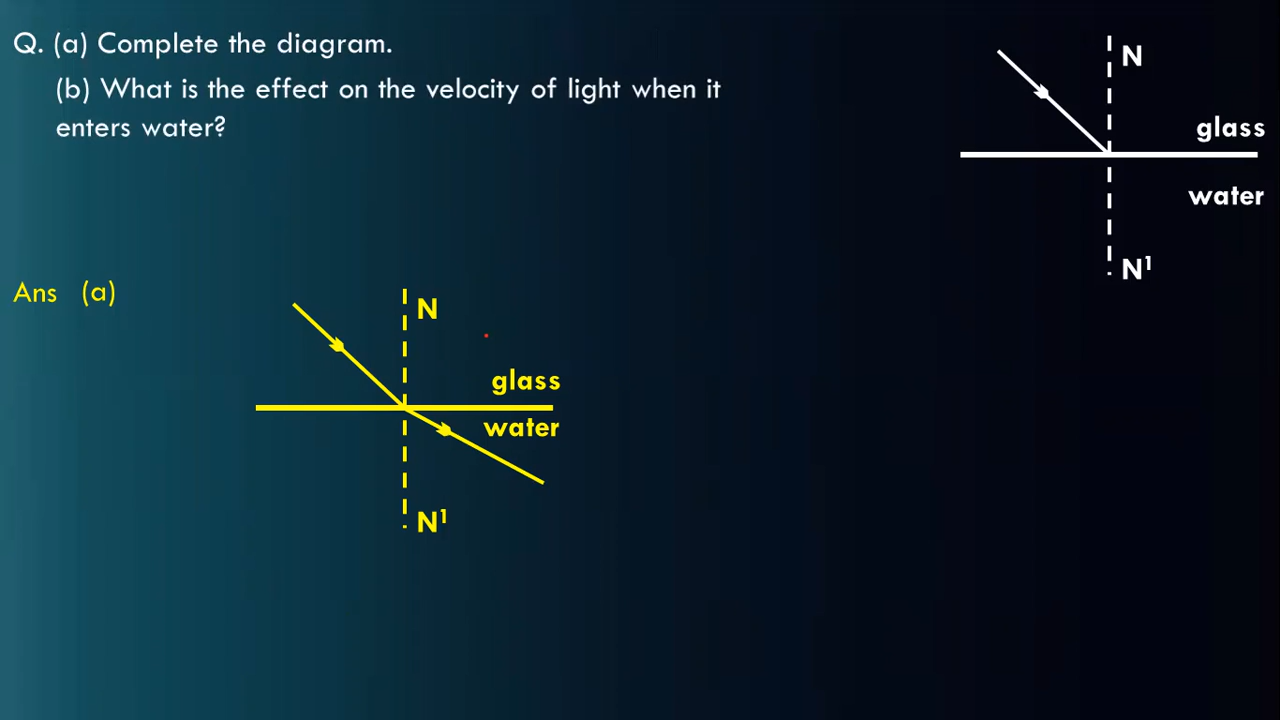 Q. (a) Complete the diagram.
(b) What is the effect on the velocity of light when it
enters water?
N
glass
water
N¹
Ans (a)
N
glass
water
N¹